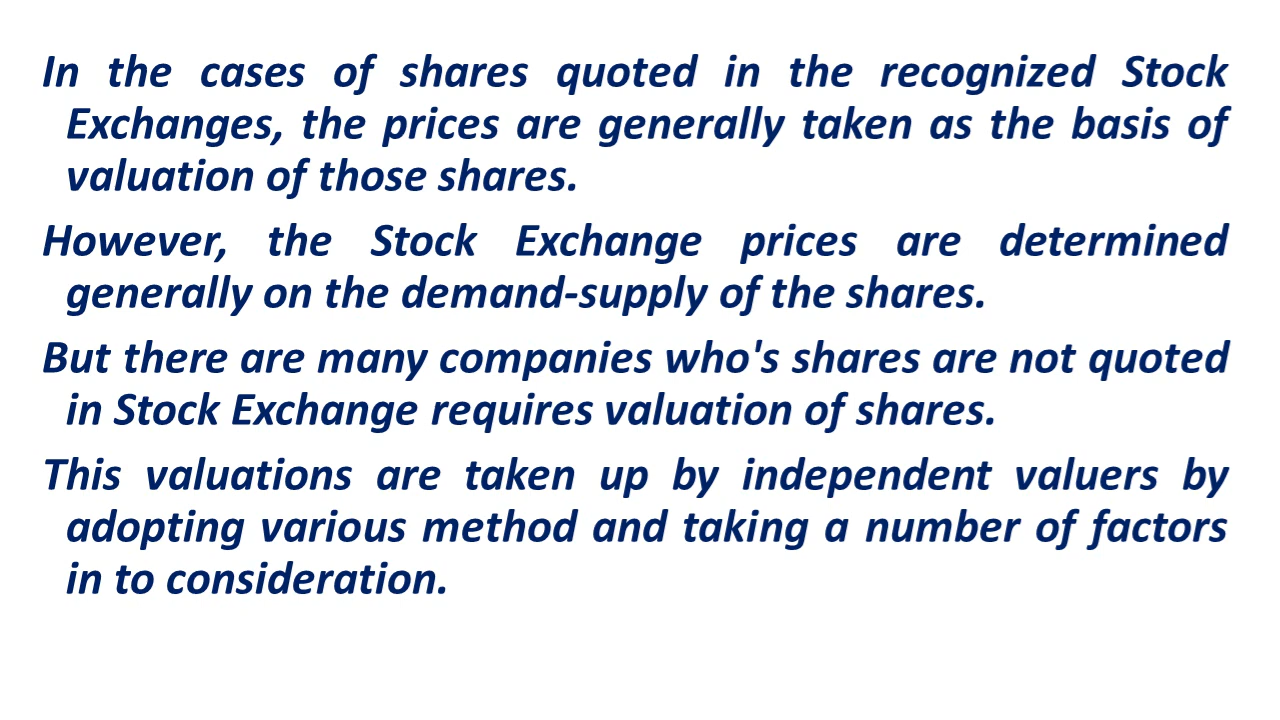 In the cases of shares quoted in the recognized Stock
Exchanges, the prices are generally taken as the basis of
valuation of those shares.
However, the Stock Exchange prices are determined
generally on the demand-supply of the shares.
But there are many companies who's shares are not quoted
in Stock Exchange requires valuation of shares.
This valuations are taken up by independent valuers by
adopting various method and taking a number of factors
in to consideration.